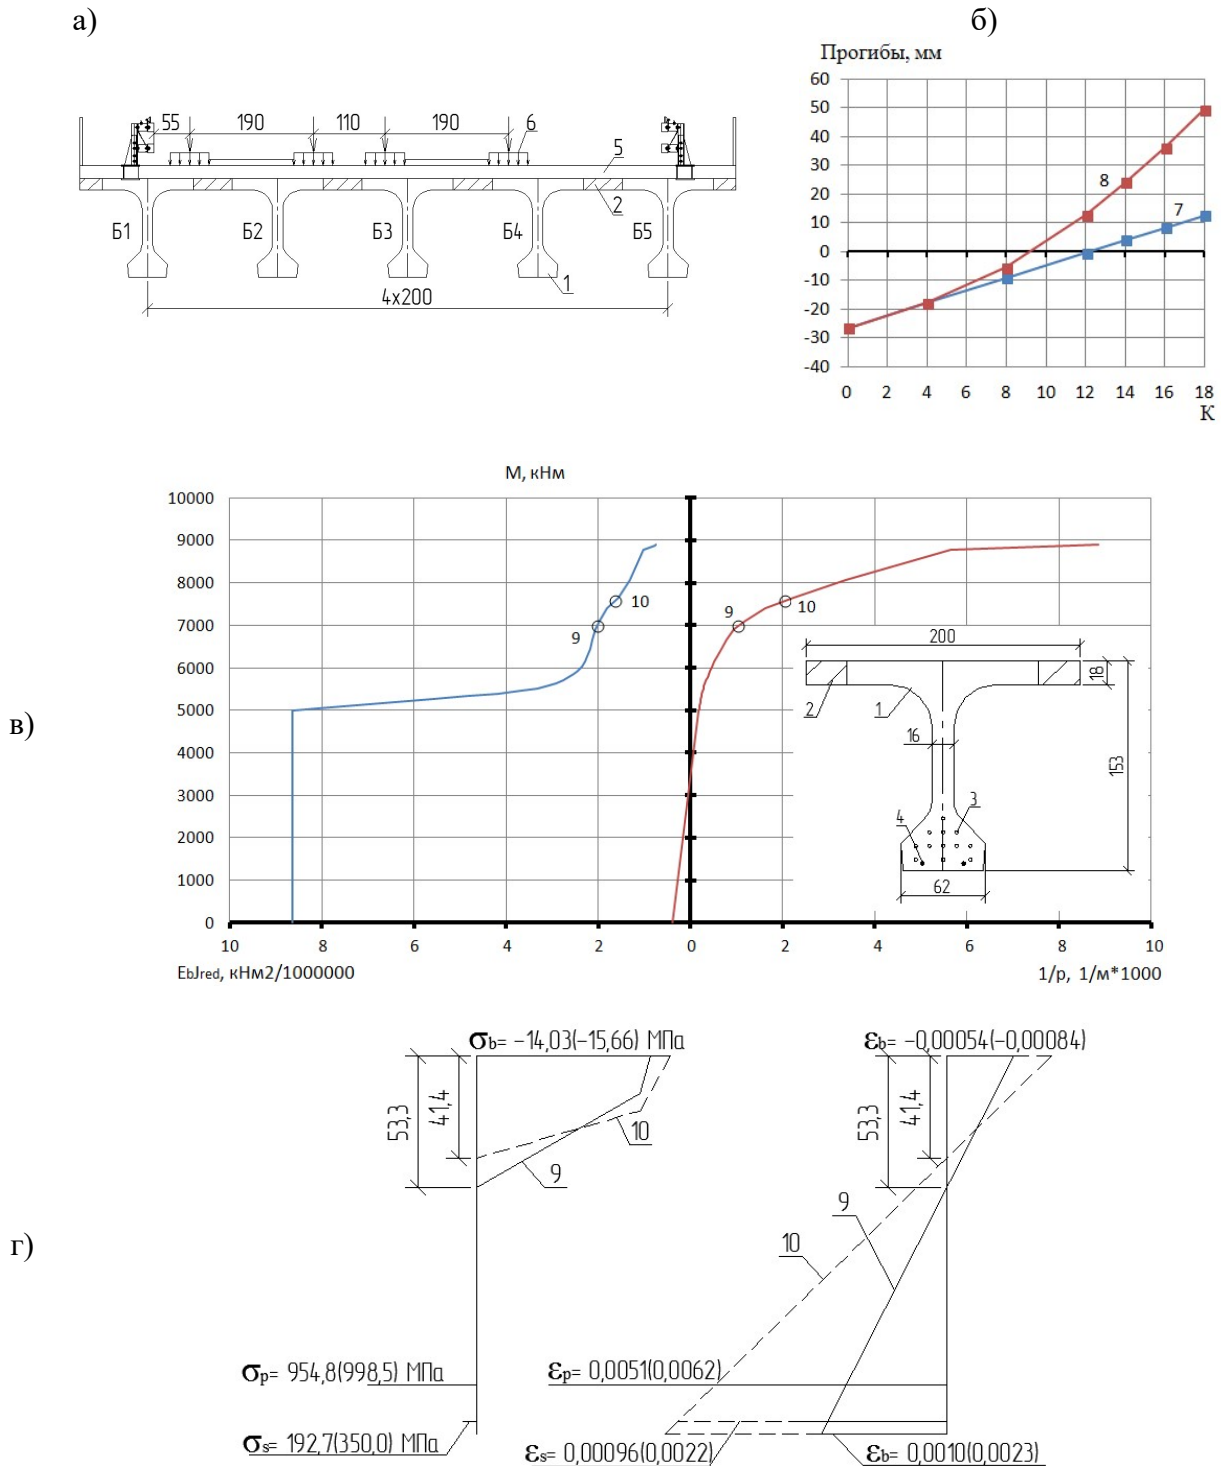 а)
б)
55 190 110 190 6
5
2
Б1 Б2 Б3 Б4 Б5
1
4х200
Прогибы, мм
60
50
40
30
20
10
0
-10
-20
-30
-40
8
7
0 2 4 6 8 10 12 14 16 18
К
в)
М, кНм
10000
9000
8000
7000
6000
5000
4000
3000
2000
1000
0
10 8 6 4 2 0 2 4 6 8 10
EbJred, кНм2/1000000
1/р, 1/м*1000
9
10
9
10
200
18
2
1
16
153
3
4
62
г)
σb= -14,03(-15,66) МПа
53,3
41,4
10
9
σp= 954,8(998,5) МПа
σs= 192,7(350,0) МПа
εb= -0,00054(-0,00084)
53,3
41,4
9
10
εp= 0,0051(0,0062)
εs= 0,00096(0,0022)
εb= 0,0010(0,0023)